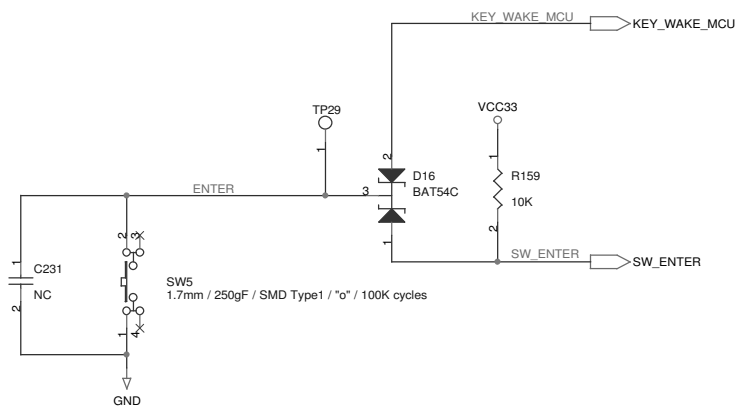 KEY_WAKE_MCU
KEY_WAKE_MCU
TP29
VCC33
1
2
1
D16
BAT54C
R159
10K
ENTER
3
2
1
2
3
SW_ENTER
SW_ENTER
1
C231
NC
2
SW5
1.7mm / 250gF / SMD Type1 / "o" / 100K cycles
1
4
GND